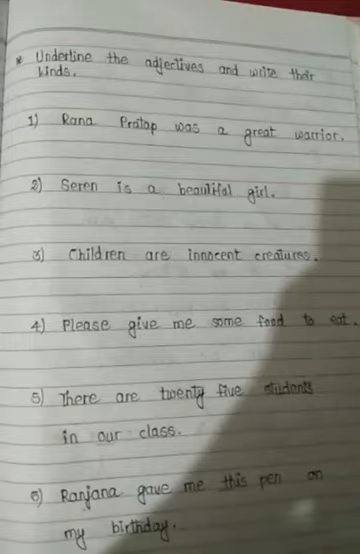 * Underline the adjectives and write their
kinds.
1) Rana Pratap was a great warrior.
2) Seren is a beautiful girl.
3) Children are innocent creatures.
4) Please give me some food to eat.
5) There are twenty five students
in our class.
6) Ranjana gave me this pen on
my birthday.